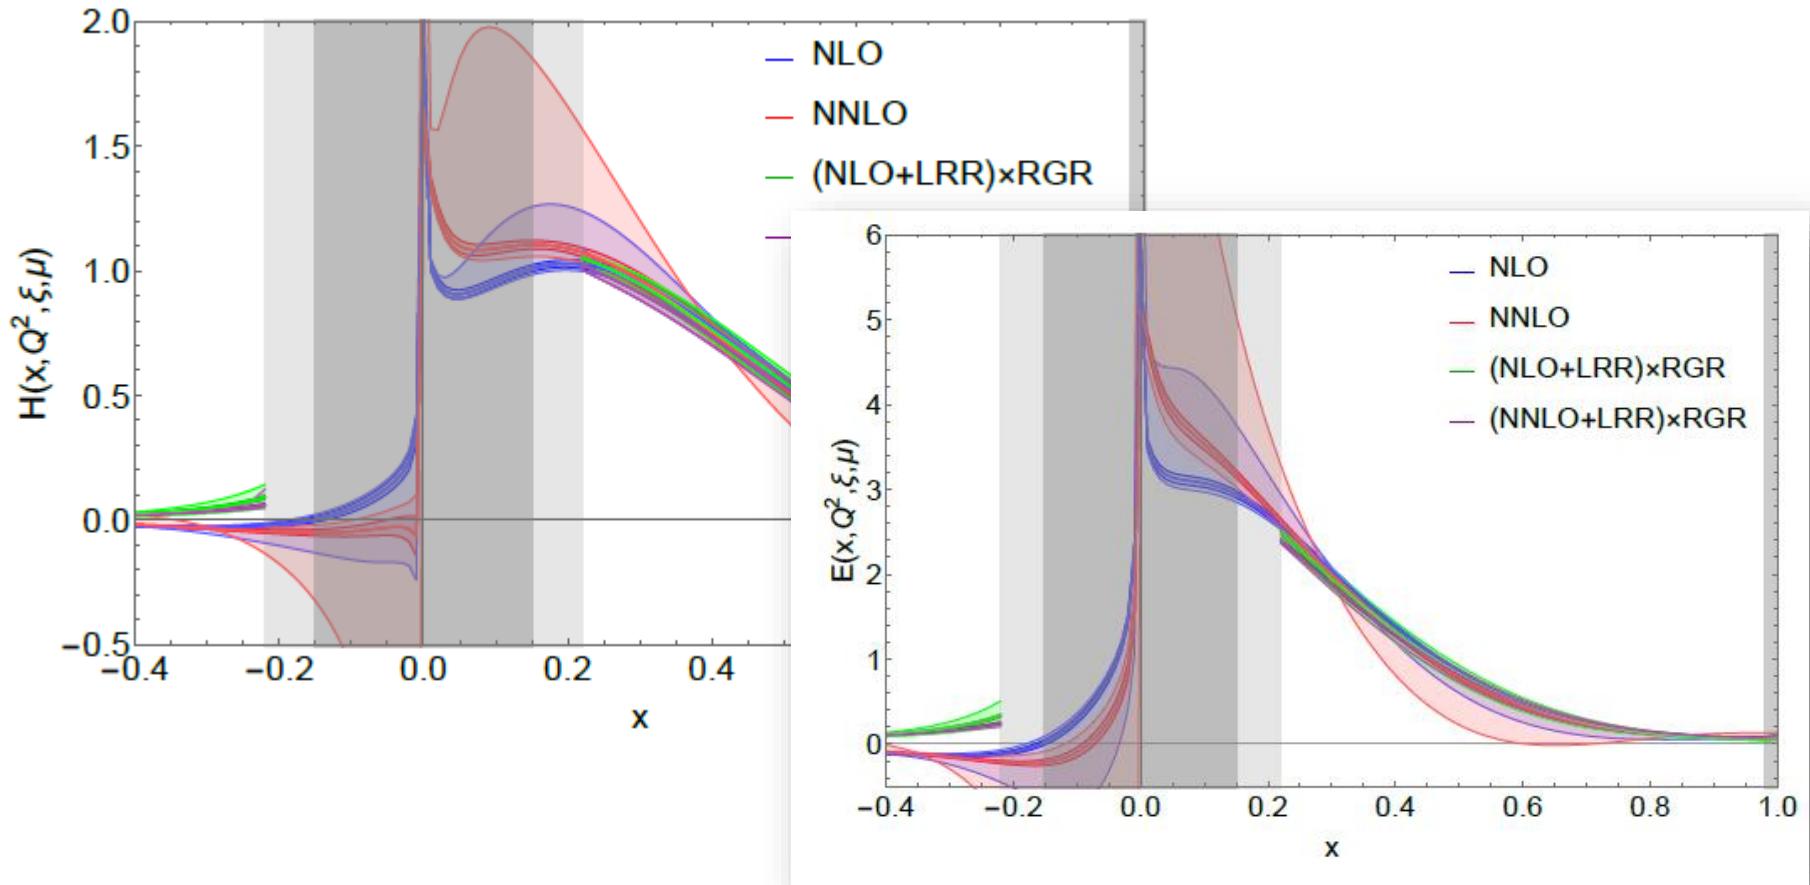 2.0
1.5
1.0
0.5
0.0
−0.5
H(x,Q²,ξ,μ)
−0.4 −0.2 0.0 0.2 0.4
x
NLO
NNLO
(NLO+LRR)×RGR
6
5
4
3
2
1
0
E(x,Q²,ξ,μ)
−0.4 −0.2 0.0 0.2 0.4 0.6 0.8 1.0
x
NLO
NNLO
(NLO+LRR)×RGR
(NNLO+LRR)×RGR